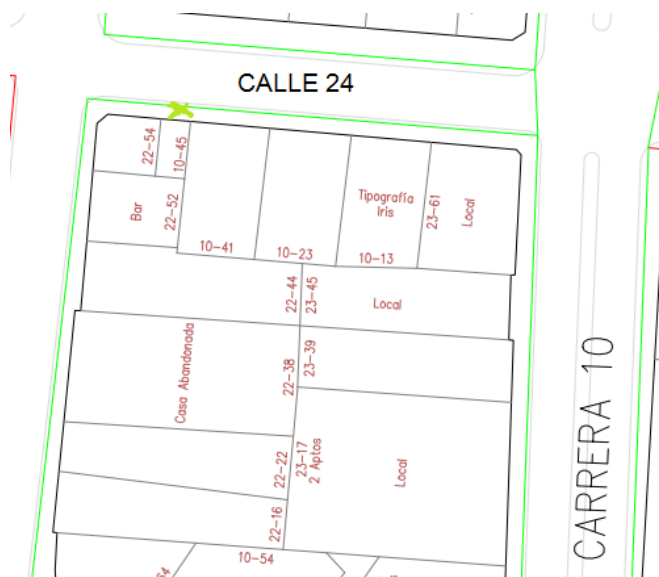 CALLE 24
22-54
10-45
Bar
22-52
10-41
10-23
Tipografía
Iris
10-13
23-61
Local
22-44
23-45
Local
Casa Abandonada
22-38
23-39
22-22
23-17
2 Aptos
Local
22-16
10-54
CARRERA 10